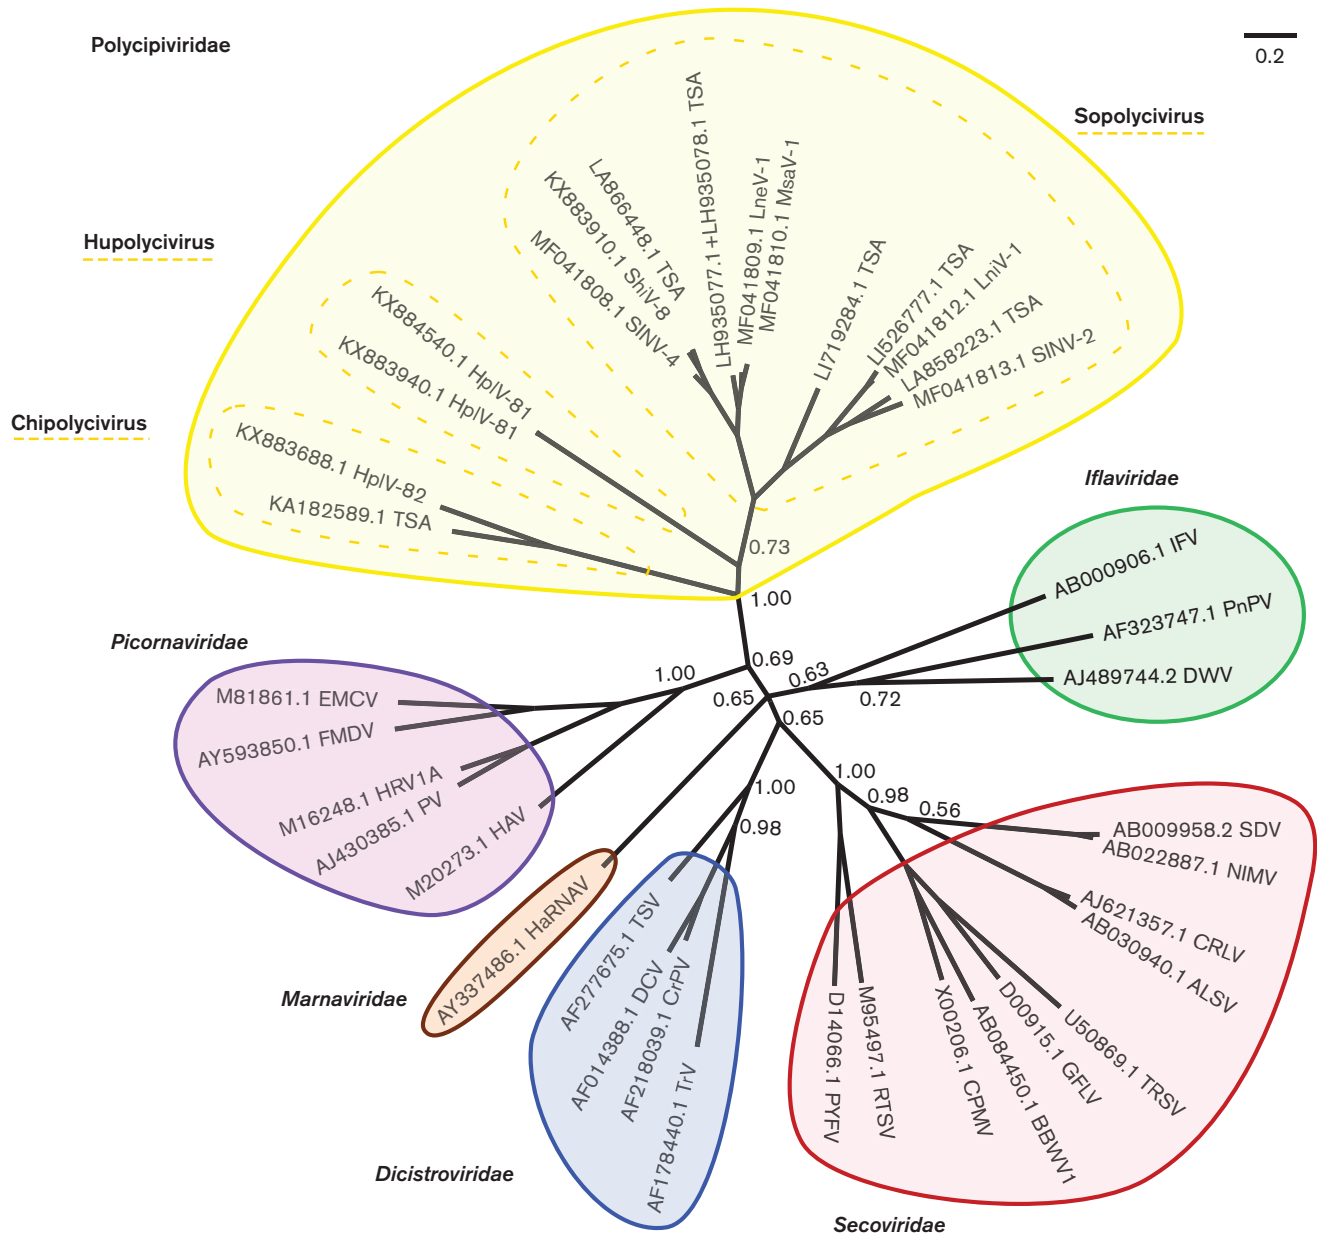 Polycipiviridae
0.2
Sopolycivirus
Hupolycivirus
Chipolycivirus
LA866448.1 TSA
KX883910.1 ShiV-8
MF041808.1 SINV-4
LH935077.1+LH935078.1 TSA
MF041809.1 LneV-1
MF041810.1 MsaV-1
LI719284.1 TSA
LI526777.1 TSA
MF041812.1 LniV-1
LA858223.1 TSA
MF041813.1 SINV-2
KX884540.1 HplV-81
KX883940.1 HplV-81
KX883688.1 HplV-82
KA182589.1 TSA
0.73
1.00
Iflaviridae
AB000906.1 IFV
AF323747.1 PnPV
AJ489744.2 DWV
0.69
0.63
0.72
0.65
0.65
1.00
Picornaviridae
M81861.1 EMCV
AY593850.1 FMDV
M16248.1 HRV1A
AJ430385.1 PV
M20273.1 HAV
Marnaviridae
AY337486.1 HaRNAV
1.00
0.98
Dicistroviridae
AF277675.1 TSV
AF014388.1 DCV
AF218039.1 CrPV
AF178440.1 TrV
1.00
0.98
0.56
AB009958.2 SDV
AB022887.1 NIMV
AJ621357.1 CRLV
AB030940.1 ALSV
U50869.1 TRSV
D00915.1 GFLV
AB084450.1 BBWV1
X00206.1 CPMV
M95497.1 RTSV
D14066.1 PYFV
Secoviridae